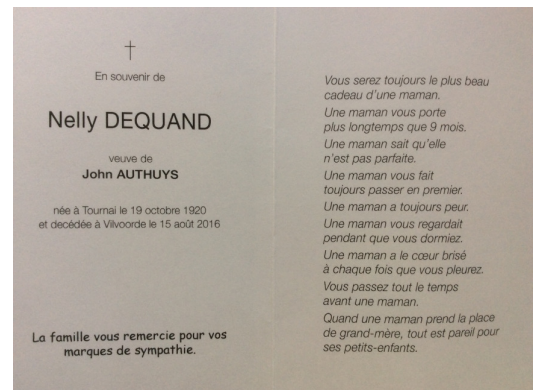 En souvenir de
Nelly DEQUAND
veuve de
John AUTHUYS
née à Tournai le 19 octobre 1920
et decédée à Vilvoorde le 15 août 2016
La famille vous remercie pour vos
marques de sympathie.
Vous serez toujours le plus beau
cadeau d'une maman.
Une maman vous porte
plus longtemps que 9 mois.
Une maman sait qu'elle
n'est pas parfaite.
Une maman vous fait
toujours passer en premier.
Une maman a toujours peur.
Une maman vous regardait
pendant que vous dormiez.
Une maman a le cœur brisé
à chaque fois que vous pleurez.
Vous passez tout le temps
avant une maman.
Quand une maman prend la place
de grand-mère, tout est pareil pour
ses petits-enfants.